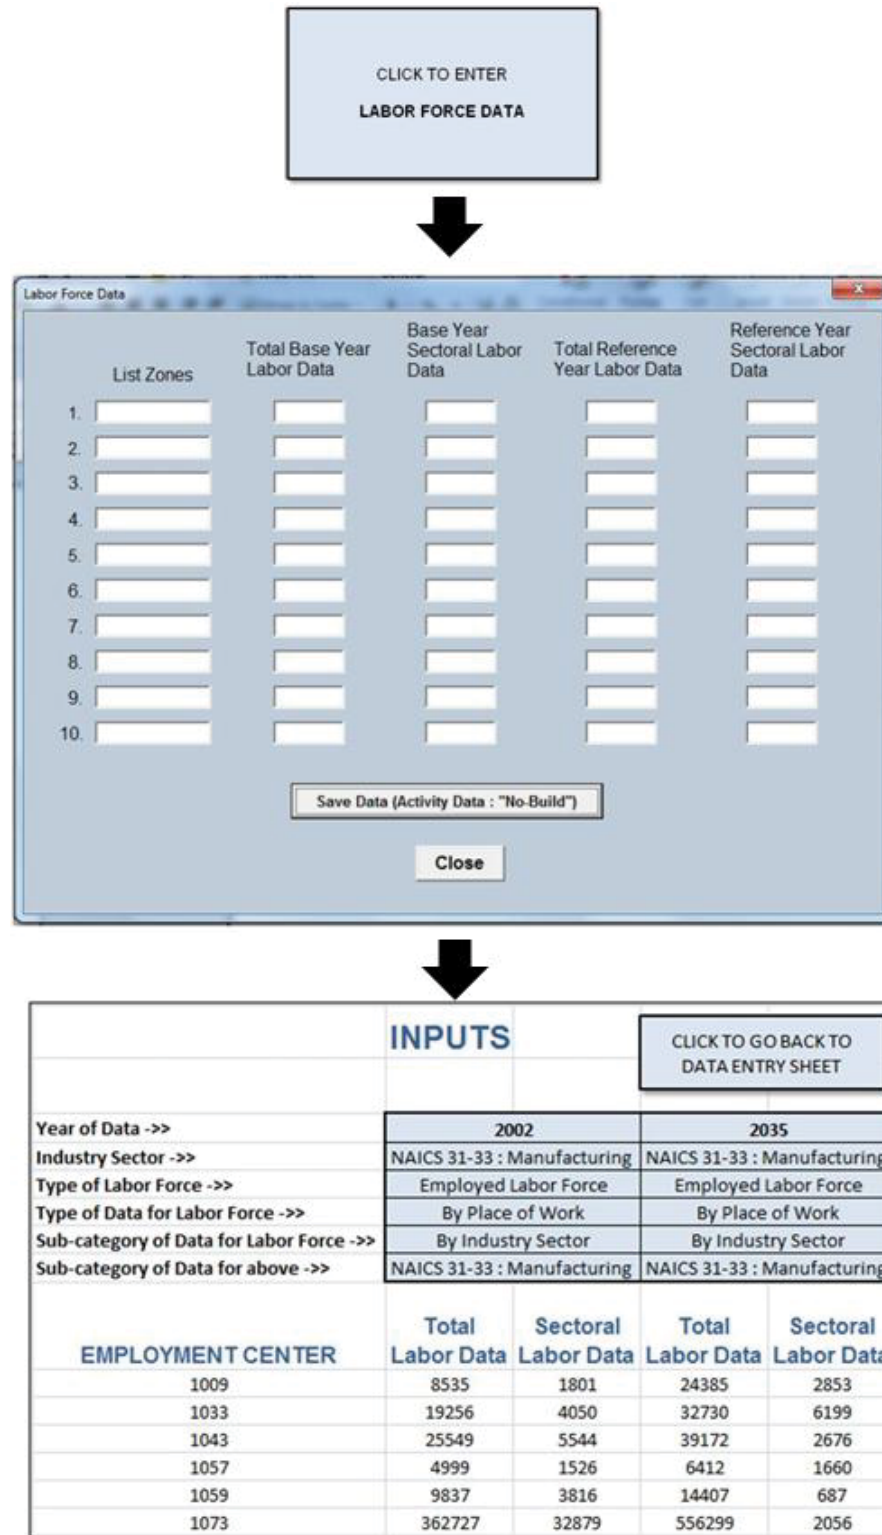 CLICK TO ENTER
LABOR FORCE DATA
Labor Force Data
List Zones
Total Base Year
Labor Data
Base Year
Sectoral Labor
Data
Total Reference
Year Labor Data
Reference Year
Sectoral Labor
Data
1.
2.
3.
4.
5.
6.
7.
8.
9.
10.
Save Data (Activity Data : "No-Build")
Close
INPUTS
CLICK TO GO BACK TO
DATA ENTRY SHEET
Year of Data ->> 2002 2035
Industry Sector ->> NAICS 31-33 : Manufacturing NAICS 31-33 : Manufacturing
Type of Labor Force ->> Employed Labor Force Employed Labor Force
Type of Data for Labor Force ->> By Place of Work By Place of Work
Sub-category of Data for Labor Force ->> By Industry Sector By Industry Sector
Sub-category of Data for above ->> NAICS 31-33 : Manufacturing NAICS 31-33 : Manufacturing
Total Sectoral Total Sectoral
EMPLOYMENT CENTER Labor Data Labor Data Labor Data Labor Data
1009 8535 1801 24385 2853
1033 19256 4050 32730 6199
1043 25549 5544 39172 2676
1057 4999 1526 6412 1660
1059 9837 3816 14407 687
1073 362727 32879 556299 2056